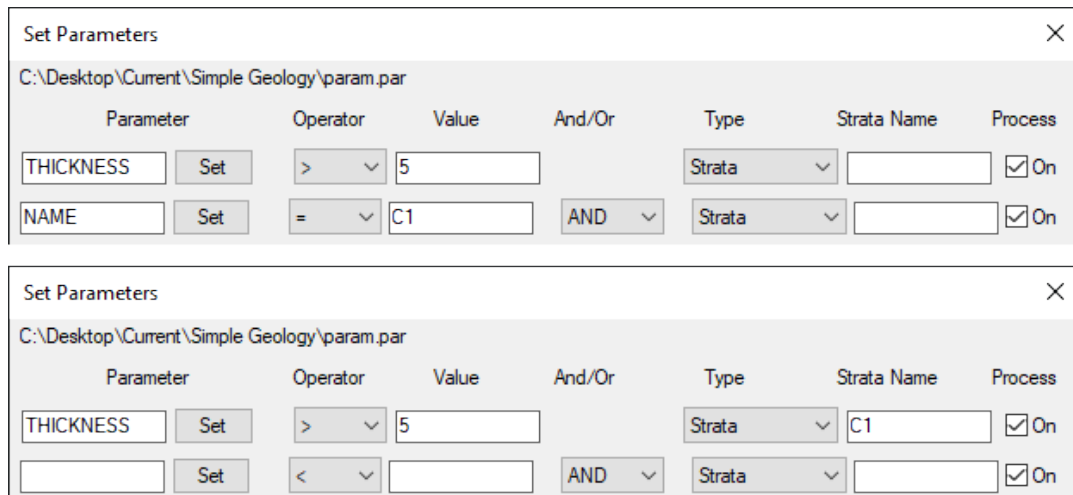 Set Parameters
C:\Desktop\Current\Simple Geology\param.par
Parameter Operator Value And/Or Type Strata Name Process
THICKNESS Set > 5 Strata On
NAME Set = C1 AND Strata On
Set Parameters
C:\Desktop\Current\Simple Geology\param.par
Parameter Operator Value And/Or Type Strata Name Process
THICKNESS Set > 5 Strata C1 On
Set < AND Strata On